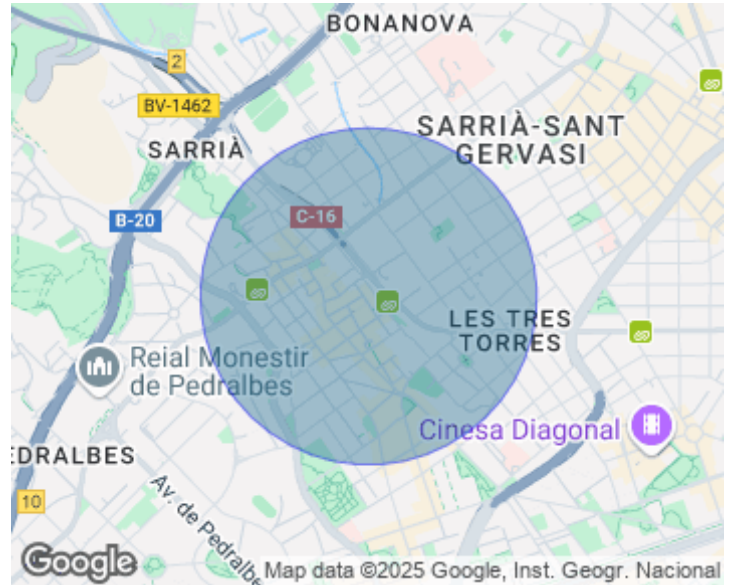 BONANOVA
2
BV-1462
SARRIÀ-SANT
GERVASI
SARRIÀ
C-16
B-20
LES TRES
TORRES
Reial Monestir
de Pedralbes
Cinesa Diagonal
EDRALBES
10
Av. de Pedralbe
Google
Map data ©2025 Google, Inst. Geogr. Nacional